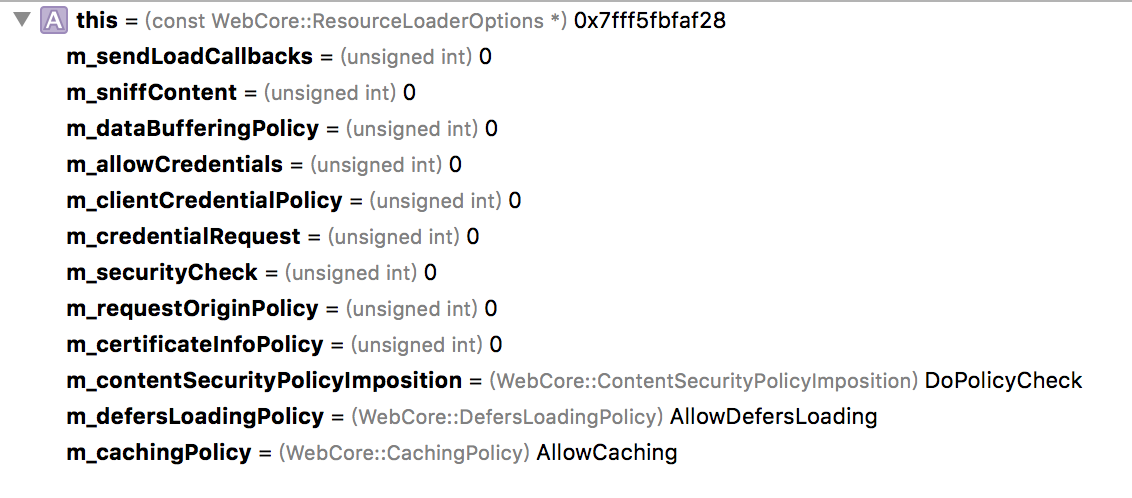 A this = (const WebCore::ResourceLoaderOptions *) 0x7fff5fbfaf28
m_sendLoadCallbacks = (unsigned int) 0
m_sniffContent = (unsigned int) 0
m_dataBufferingPolicy = (unsigned int) 0
m_allowCredentials = (unsigned int) 0
m_clientCredentialPolicy = (unsigned int) 0
m_credentialRequest = (unsigned int) 0
m_securityCheck = (unsigned int) 0
m_requestOriginPolicy = (unsigned int) 0
m_certificateInfoPolicy = (unsigned int) 0
m_contentSecurityPolicyImposition = (WebCore::ContentSecurityPolicyImposition) DoPolicyCheck
m_defersLoadingPolicy = (WebCore::DefersLoadingPolicy) AllowDefersLoading
m_cachingPolicy = (WebCore::CachingPolicy) AllowCaching